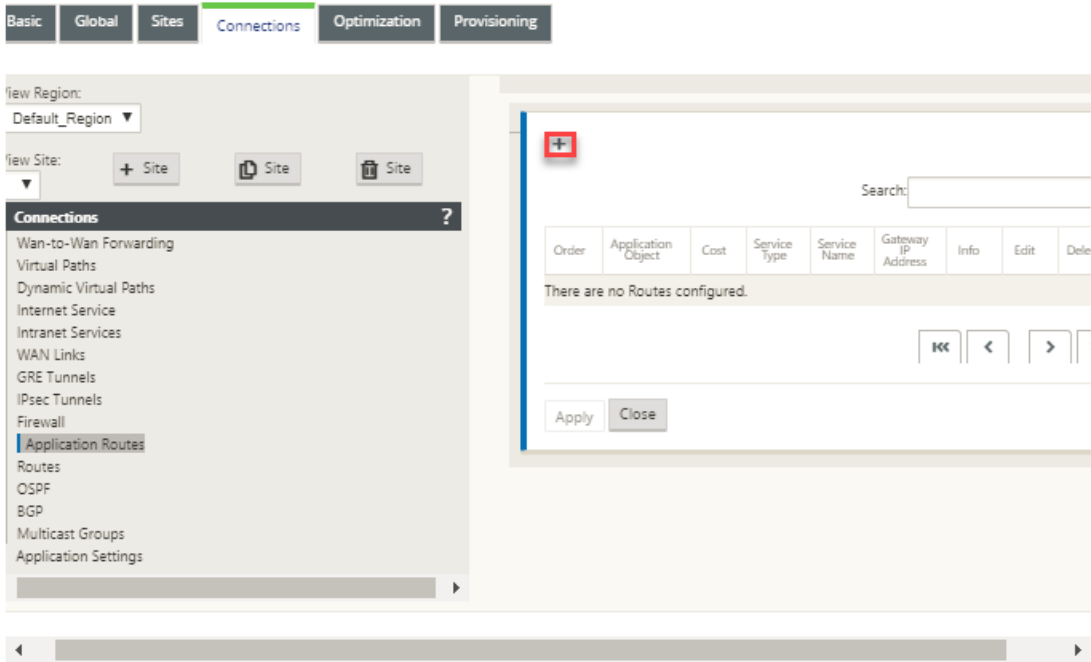 Basic Global Sites Connections Optimization Provisioning
View Region:
Default_Region
View Site:
+ Site Site Site
Connections ?
Wan-to-Wan Forwarding
Virtual Paths
Dynamic Virtual Paths
Internet Service
Intranet Services
WAN Links
GRE Tunnels
IPsec Tunnels
Firewall
Application Routes
Routes
OSPF
BGP
Multicast Groups
Application Settings
+
Search:
Order Application Object Cost Service Type Service Name Gateway IP Address Info Edit Dele
There are no Routes configured.
Apply Close